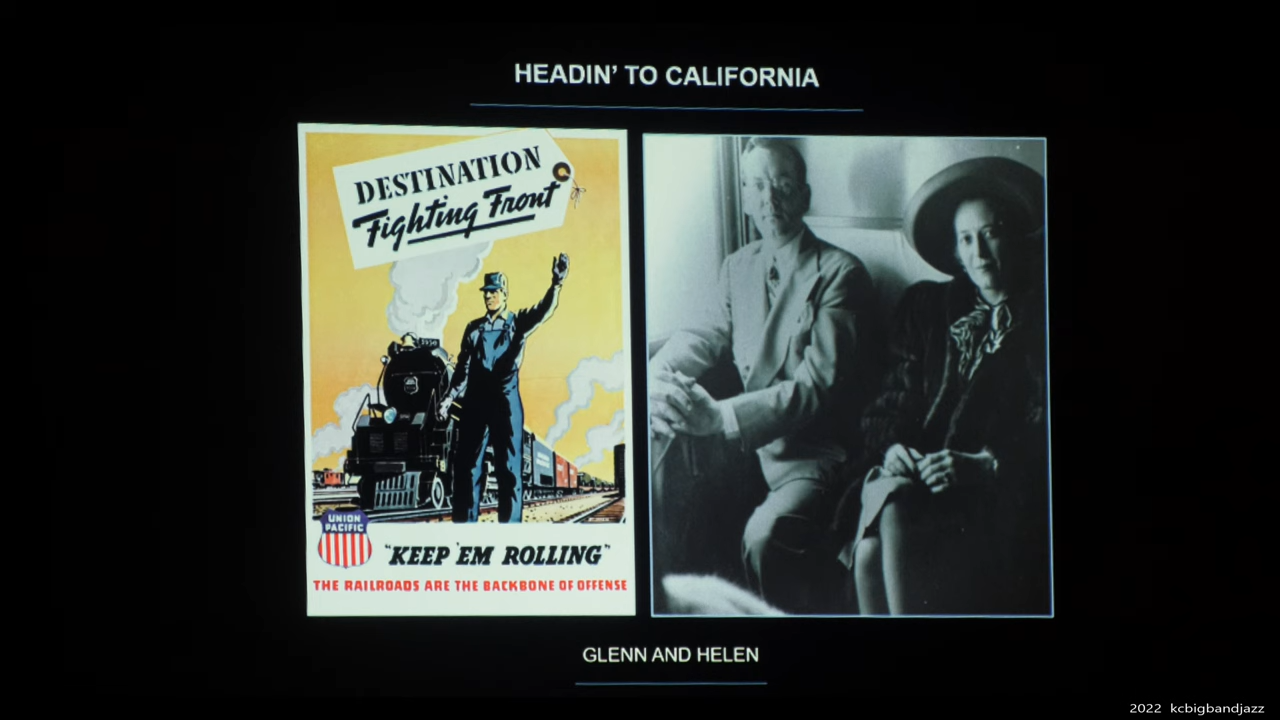 HEADIN' TO CALIFORNIA
DESTINATION
Fighting Front
UNION
PACIFIC
"KEEP 'EM ROLLING"
THE RAILROADS ARE THE BACKBONE OF OFFENSE
GLENN AND HELEN
2022 kcbigbandjazz